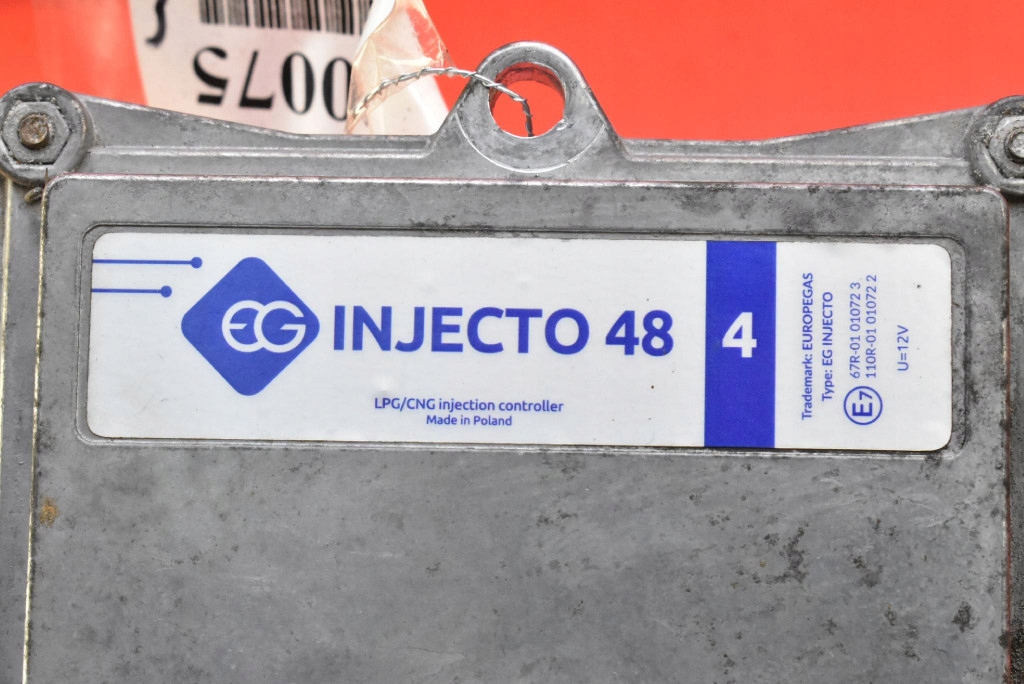 0075
EG
INJECTO 48
LPG/CNG injection controller
Made in Poland
4
Trademark: EUROPEGAS
Type: EG INJECTO
E7
67R-01 01072 3
110R-01 01072 2
U=12V